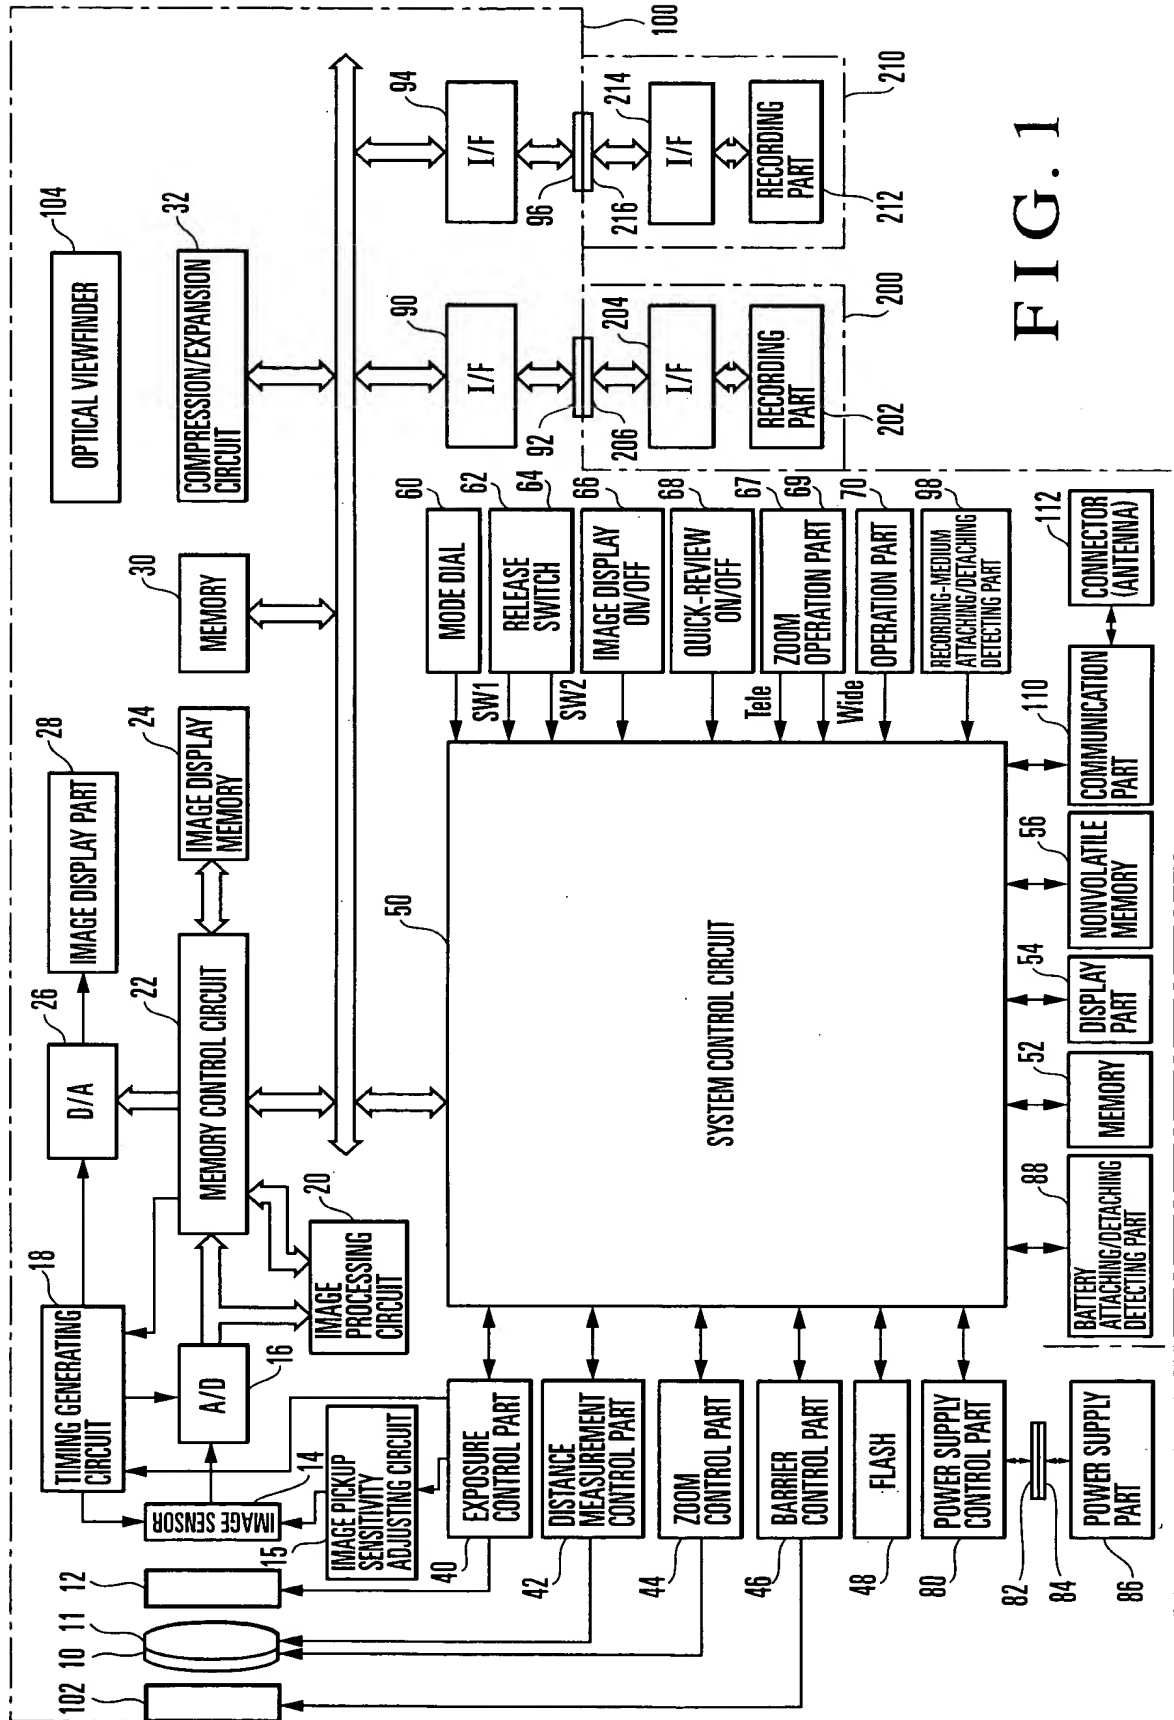 104
OPTICAL VIEWFINDER
32
COMPRESSION/EXPANSION
CIRCUIT
30
MEMORY
28
IMAGE DISPLAY PART
24
IMAGE DISPLAY
MEMORY
26
D/A
22
MEMORY CONTROL CIRCUIT
18
TIMING GENERATING
CIRCUIT
A/D
16
20
IMAGE
PROCESSING
CIRCUIT
14
IMAGE SENSOR
15
IMAGE PICKUP
SENSITIVITY
ADJUSTING CIRCUIT
12
11
10
102
100
94
I/F
90
I/F
96
216
214
I/F
210
RECORDING
PART
212
92
206
204
I/F
200
RECORDING
PART
202
60
MODE DIAL
62
64
RELEASE
SWITCH
SW1
SW2
66
IMAGE DISPLAY
ON/OFF
68
QUICK-REVIEW
ON/OFF
67
69
ZOOM
OPERATION PART
Tele
Wide
70
OPERATION PART
98
RECORDING-MEDIUM
ATTACHING/DETACHING
DETECTING PART
50
SYSTEM CONTROL CIRCUIT
EXPOSURE
CONTROL PART
40
DISTANCE
MEASUREMENT
CONTROL PART
42
ZOOM
CONTROL PART
44
BARRIER
CONTROL PART
46
FLASH
48
POWER SUPPLY
CONTROL PART
80
82
84
POWER SUPPLY
PART
86
88
BATTERY
ATTACHING/DETACHING
DETECTING PART
52
MEMORY
54
DISPLAY
PART
56
NONVOLATILE
MEMORY
110
COMMUNICATION
PART
112
CONNECTOR
(ANTENNA)
FIG. 1